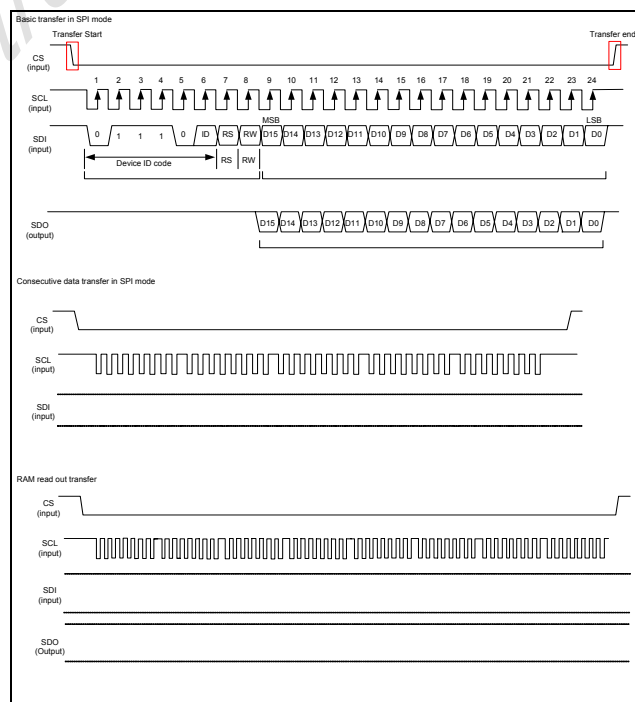 Basic transfer in SPI mode
Transfer Start
Transfer end
CS
(input)
1 2 3 4 5 6 7 8 9 10 11 12 13 14 15 16 17 18 19 20 21 22 23 24
SCL
(input)
MSB
LSB
SDI
(input)
0 1 1 1 0 ID RS RW D15 D14 D13 D12 D11 D10 D9 D8 D7 D6 D5 D4 D3 D2 D1 D0
Device ID code
RS
RW
SDO
(output)
D15 D14 D13 D12 D11 D10 D9 D8 D7 D6 D5 D4 D3 D2 D1 D0
Consecutive data transfer in SPI mode
CS
(input)
SCL
(input)
SDI
(input)
RAM read out transfer
CS
(input)
SCL
(input)
SDI
(input)
SDO
(Output)